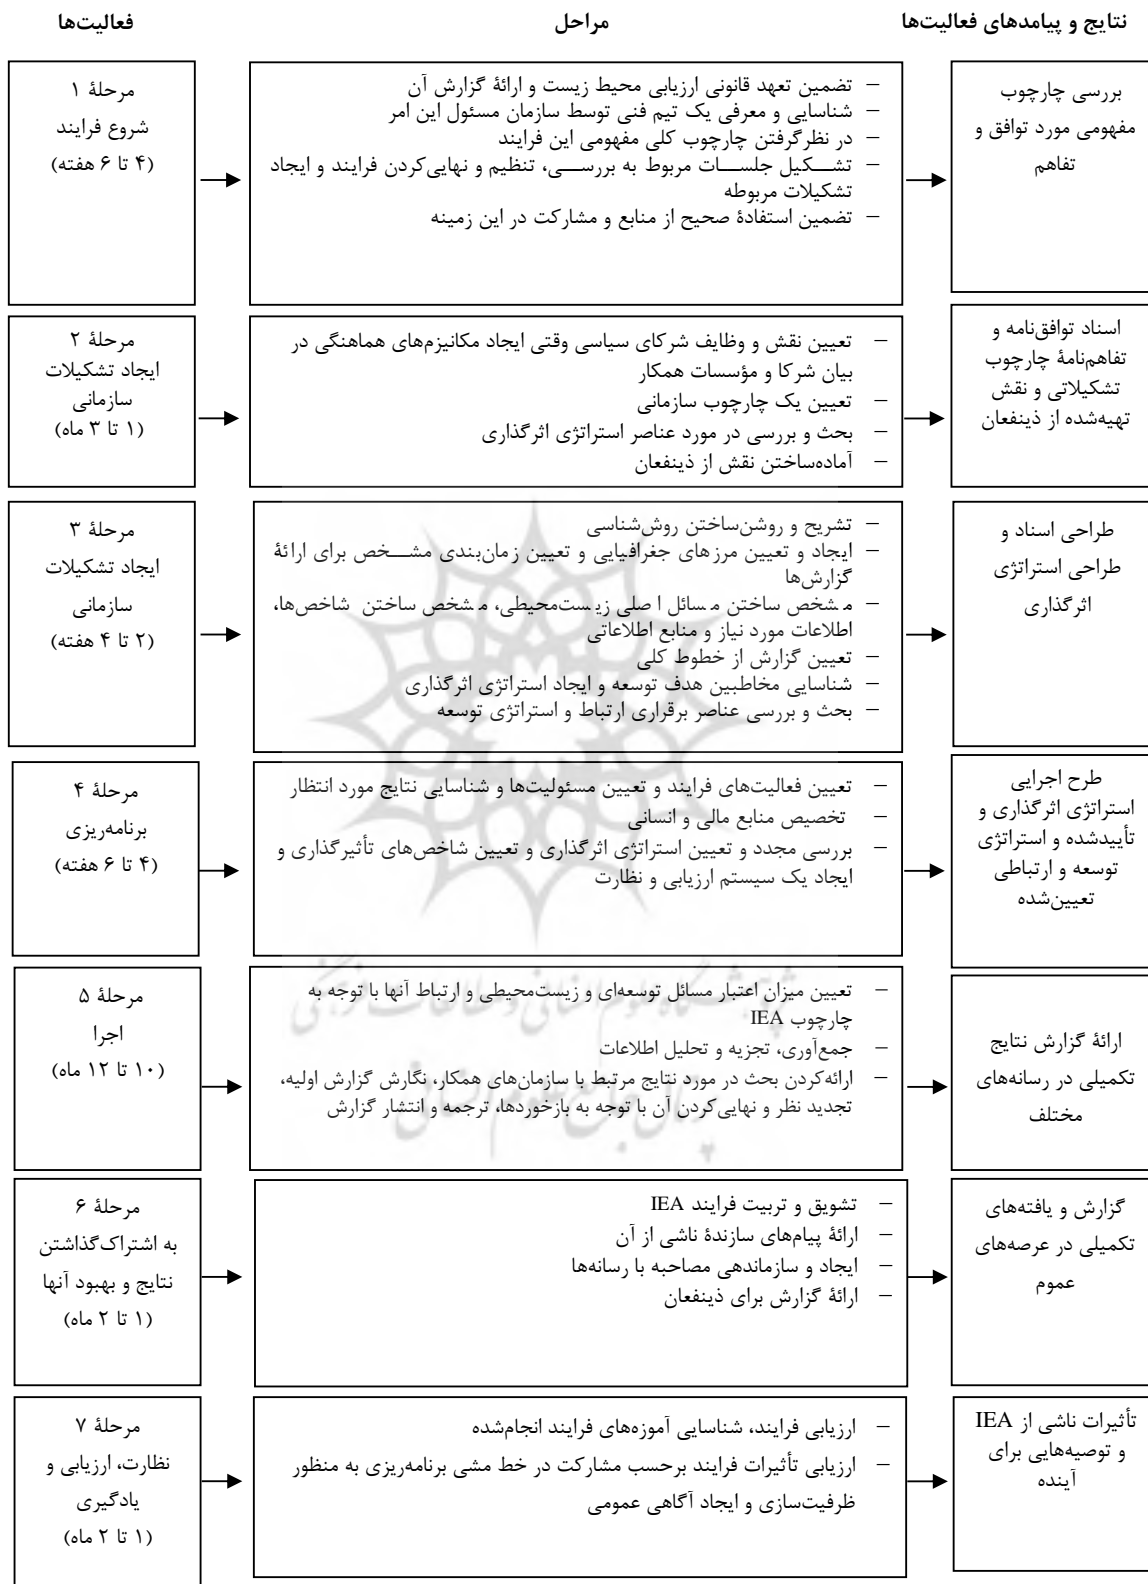 فعالیت‌ها
مراحل
نتایج و پیامدهای فعالیت‌ها
مرحلهٔ ۱
شروع فرایند
(۴ تا ۶ هفته)
– تضمین تعهد قانونی ارزیابی محیط زیست و ارائهٔ گزارش آن
– شناسایی و معرفی یک تیم فنی توسط سازمان مسئول این امر
– در نظرگرفتن چارچوب کلی مفهومی این فرایند
– تشکیل جلسات مربوط به بررسی، تنظیم و نهایی‌کردن فرایند و ایجاد
تشکیلات مربوطه
– تضمین استفادهٔ صحیح از منابع و مشارکت در این زمینه
بررسی چارچوب
مفهومی مورد توافق و
تفاهم
مرحلهٔ ۲
ایجاد تشکیلات
سازمانی
(۱ تا ۳ ماه)
– تعیین نقش و وظایف شرکای سیاسی وقتی ایجاد مکانیزم‌های هماهنگی در
بیان شرکا و مؤسسات همکار
– تعیین یک چارچوب سازمانی
– بحث و بررسی در مورد عناصر استراتژی اثرگذاری
– آماده‌ساختن نقش از ذینفعان
اسناد توافق‌نامه و
تفاهم‌نامهٔ چارچوب
تشکیلاتی و نقش
تهیه‌شده از ذینفعان
مرحلهٔ ۳
ایجاد تشکیلات
سازمانی
(۲ تا ۴ هفته)
– تشریح و روشن‌ساختن روش‌شناسی
– ایجاد و تعیین مرزهای جغرافیایی و تعیین زمان‌بندی مشخص برای ارائهٔ
گزارش‌ها
– مشخص ساختن مسائل اصلی زیست‌محیطی، مشخص ساختن شاخص‌ها،
اطلاعات مورد نیاز و منابع اطلاعاتی
– تعیین گزارش از خطوط کلی
– شناسایی مخاطبین هدف توسعه و ایجاد استراتژی اثرگذاری
– بحث و بررسی عناصر برقراری ارتباط و استراتژی توسعه
طراحی اسناد و
طراحی استراتژی
اثرگذاری
مرحلهٔ ۴
برنامه‌ریزی
(۴ تا ۶ هفته)
– تعیین فعالیت‌های فرایند و تعیین مسئولیت‌ها و شناسایی نتایج مورد انتظار
– تخصیص منابع مالی و انسانی
– بررسی مجدد و تعیین استراتژی اثرگذاری و تعیین شاخص‌های تأثیرگذاری و
ایجاد یک سیستم ارزیابی و نظارت
طرح اجرایی
استراتژی اثرگذاری و
تأییدشده و استراتژی
توسعه و ارتباطی
تعیین‌شده
مرحلهٔ ۵
اجرا
(۱۰ تا ۱۲ ماه)
– تعیین میزان اعتبار مسائل توسعه‌ای و زیست‌محیطی و ارتباط آنها با توجه به
چارچوب IEA
– جمع‌آوری، تجزیه و تحلیل اطلاعات
– ارائه‌کردن بحث در مورد نتایج مرتبط با سازمان‌های همکار، نگارش گزارش اولیه،
تجدید نظر و نهایی‌کردن آن با توجه به بازخوردها، ترجمه و انتشار گزارش
ارائهٔ گزارش نتایج
تکمیلی در رسانه‌های
مختلف
مرحلهٔ ۶
به اشتراک‌گذاشتن
نتایج و بهبود آنها
(۱ تا ۲ ماه)
– تشویق و تربیت فرایند IEA
– ارائهٔ پیام‌های سازندهٔ ناشی از آن
– ایجاد و سازماندهی مصاحبه با رسانه‌ها
– ارائهٔ گزارش برای ذینفعان
گزارش و یافته‌های
تکمیلی در عرصه‌های
عموم
مرحلهٔ ۷
نظارت، ارزیابی و
یادگیری
(۱ تا ۲ ماه)
– ارزیابی فرایند، شناسایی آموزه‌های فرایند انجام‌شده
– ارزیابی تأثیرات فرایند برحسب مشارکت در خط مشی برنامه‌ریزی به منظور
ظرفیت‌سازی و ایجاد آگاهی عمومی
تأثیرات ناشی از IEA
و توصیه‌هایی برای
آینده
پژوهشگاه علوم انسانی و مطالعات فرهنگی
پرتال جامع علوم انسانی